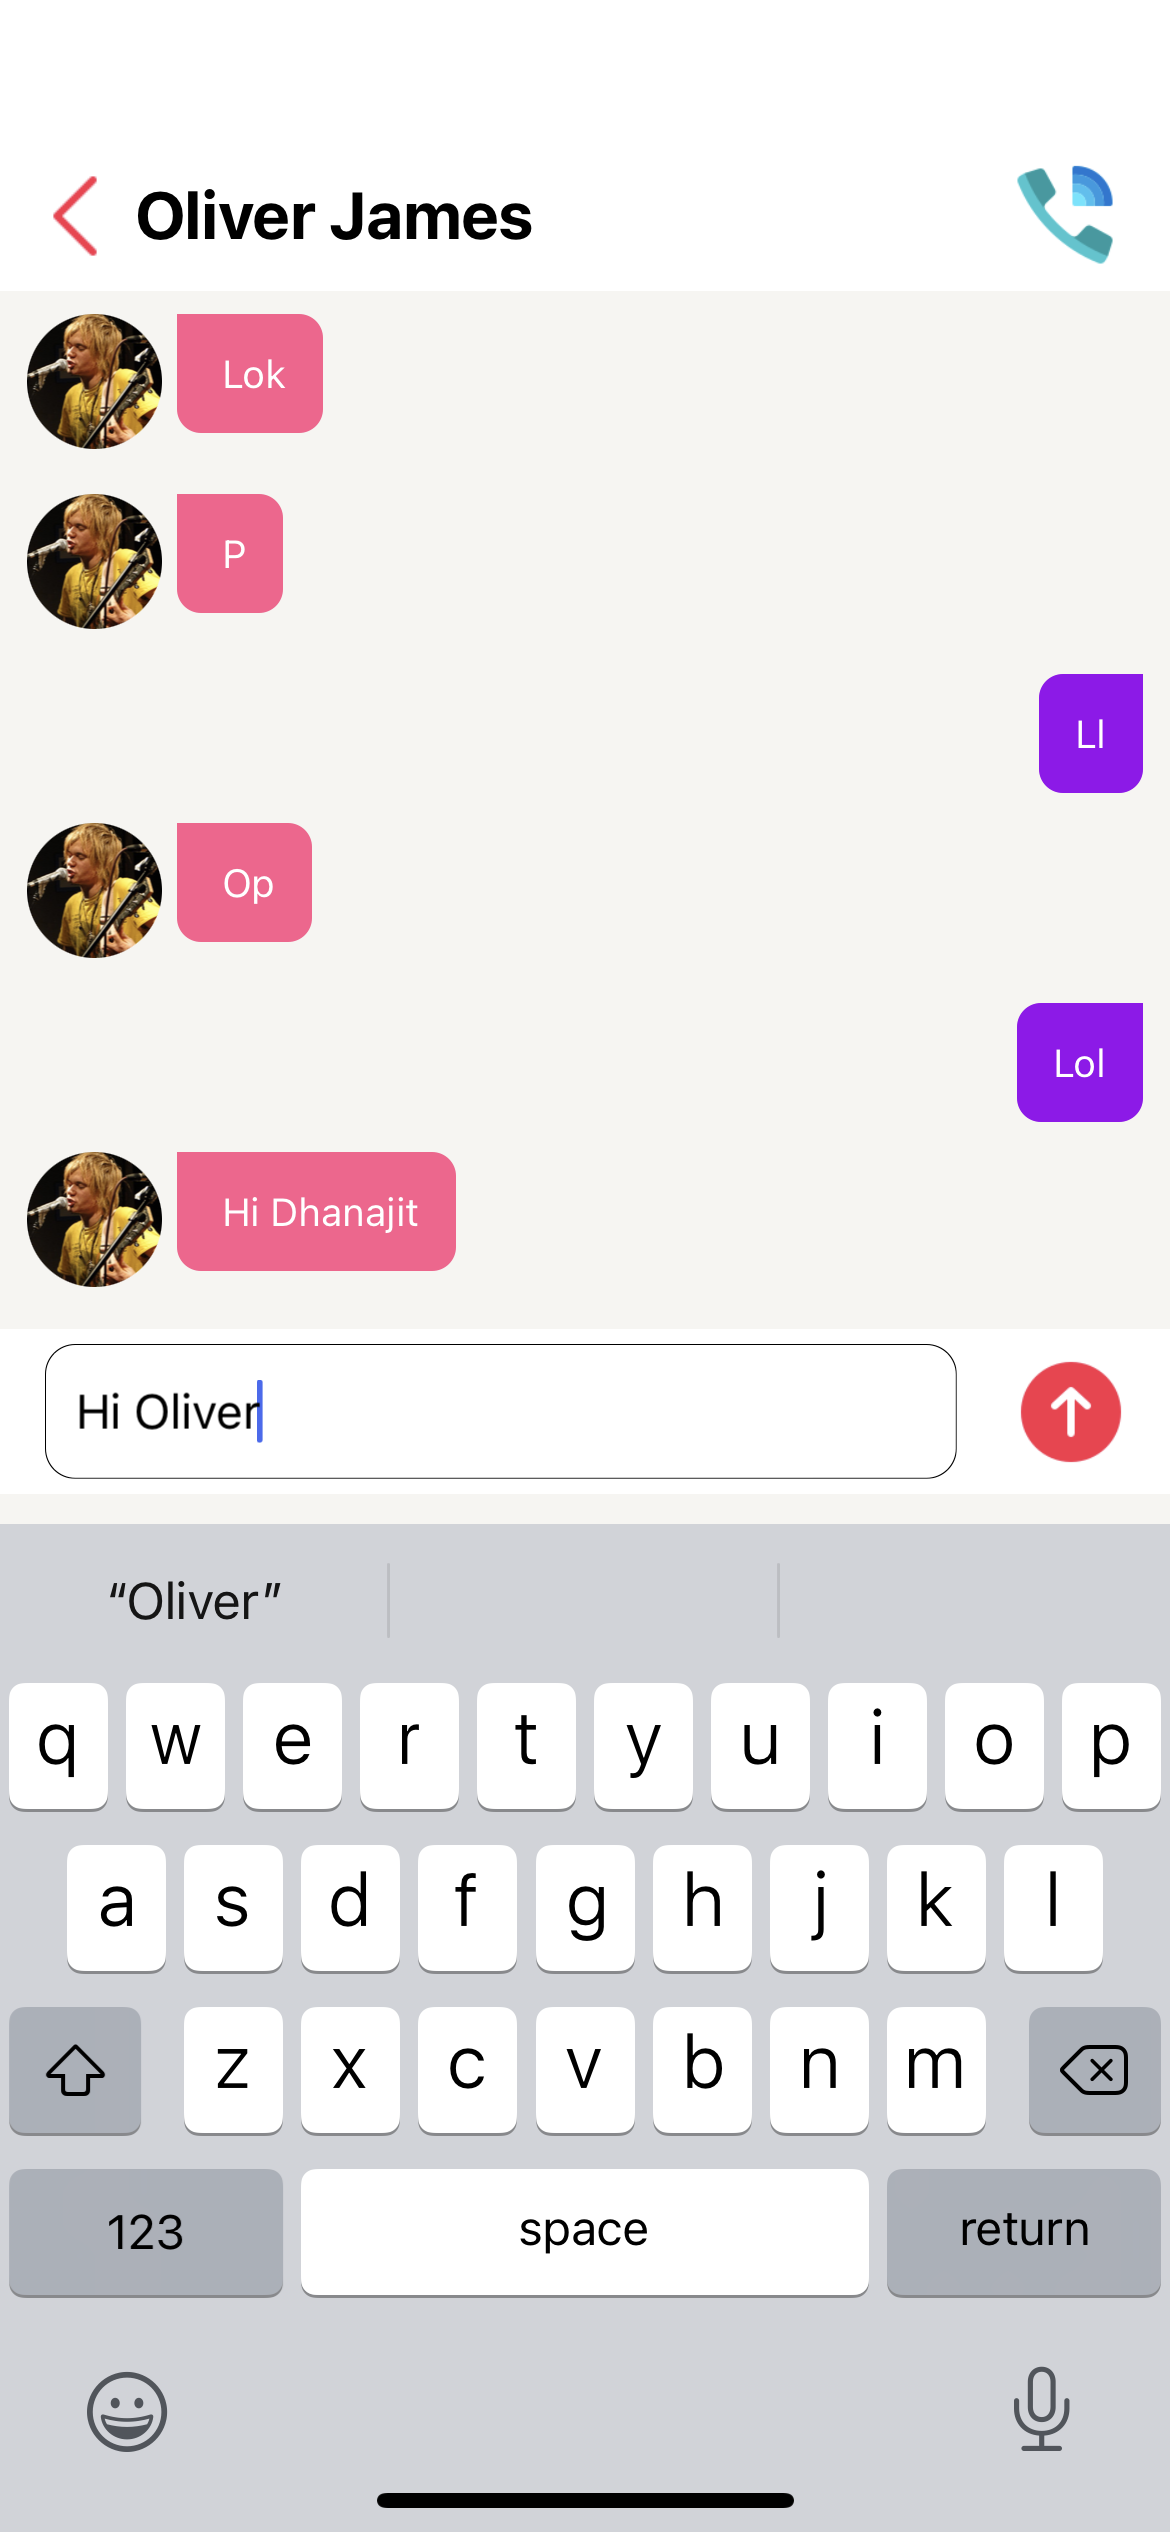 Oliver James
Lok
P
Ll
Op
Lol
Hi Dhanajit
Hi Oliver
“Oliver”
q w e r t y u i o p
a s d f g h j k l
z x c v b n m
123 space return